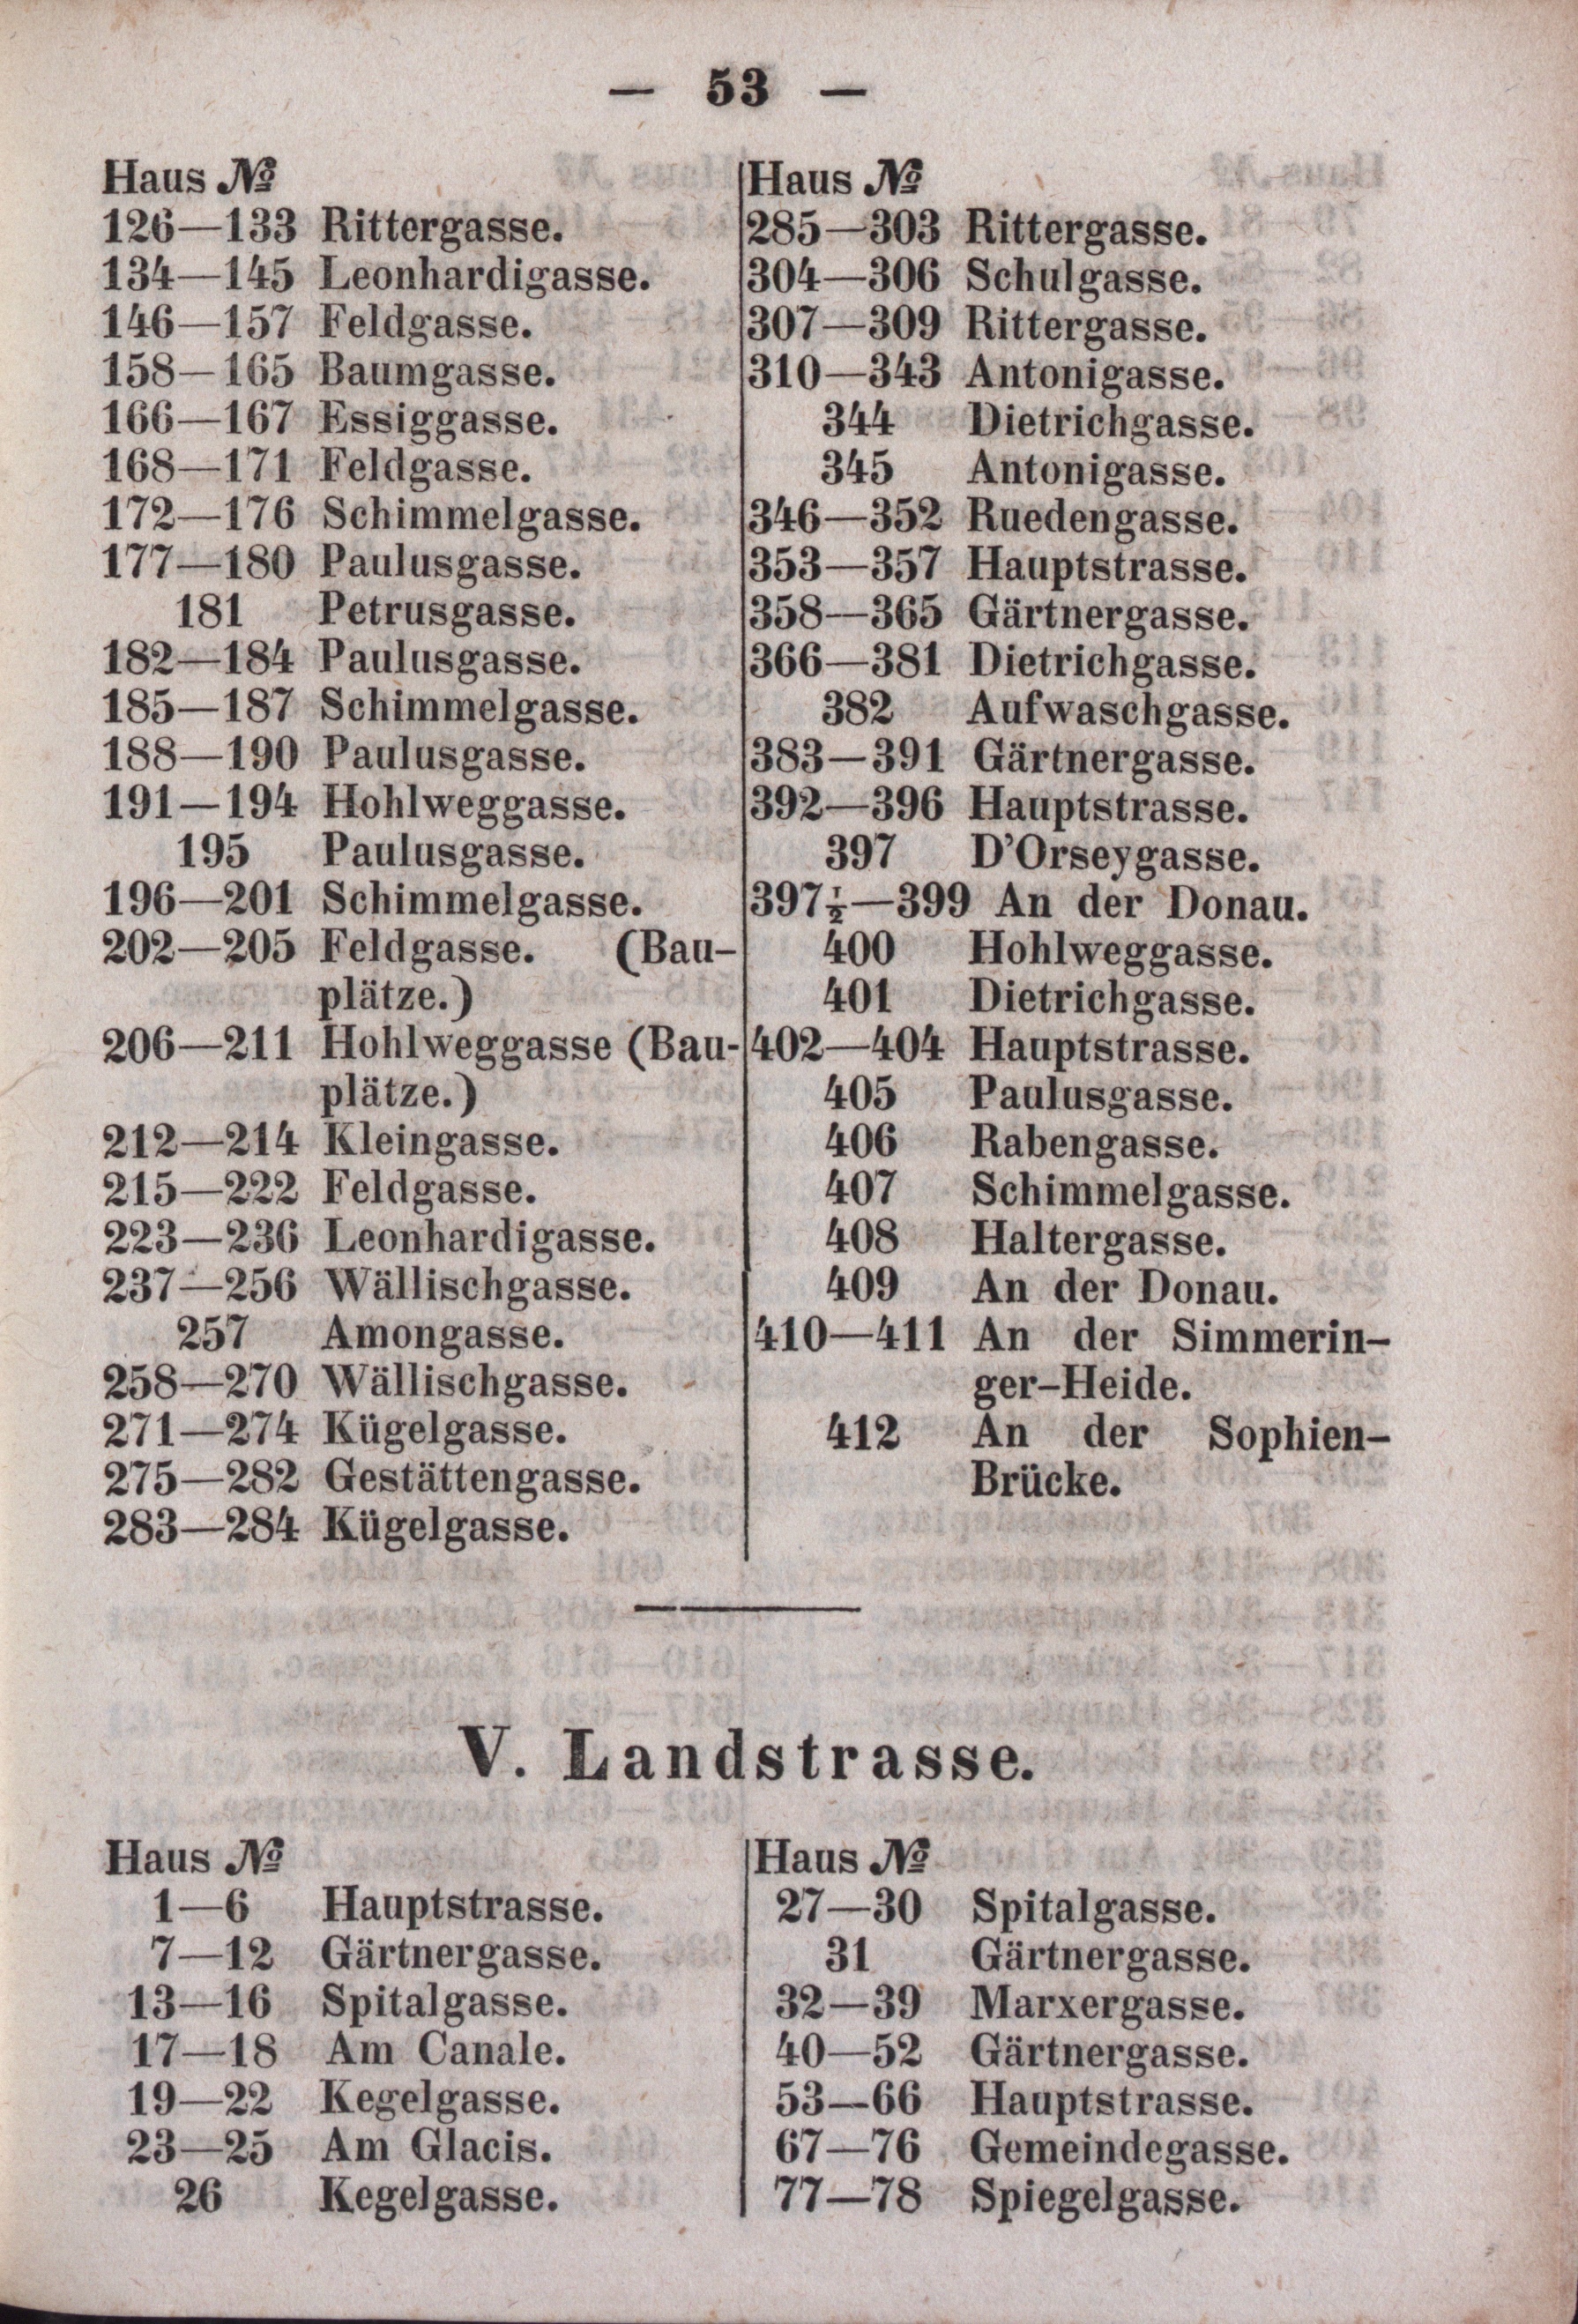 — 53 —
Haus №
126—133 Rittergasse.
134—145 Leonhardigasse.
146—157 Feldgasse.
158—165 Baumgasse.
166—167 Essiggasse.
168—171 Feldgasse.
172—176 Schimmelgasse.
177—180 Paulusgasse.
181 Petrusgasse.
182—184 Paulusgasse.
185—187 Schimmelgasse.
188—190 Paulusgasse.
191—194 Hohlweggasse.
195 Paulusgasse.
196—201 Schimmelgasse.
202—205 Feldgasse. (Bau-
plätze.)
206—211 Hohlweggasse (Bau-
plätze.)
212—214 Kleingasse.
215—222 Feldgasse.
223—236 Leonhardigasse.
237—256 Wällischgasse.
257 Amongasse.
258—270 Wällischgasse.
271—274 Kügelgasse.
275—282 Gestättengasse.
283—284 Kügelgasse.
Haus №
285—303 Rittergasse.
304—306 Schulgasse.
307—309 Rittergasse.
310—343 Antonigasse.
344 Dietrichgasse.
345 Antonigasse.
346—352 Ruedengasse.
353—357 Hauptstrasse.
358—365 Gärtnergasse.
366—381 Dietrichgasse.
382 Aufwaschgasse.
383—391 Gärtnergasse.
392—396 Hauptstrasse.
397 D'Orseygasse.
397½—399 An der Donau.
400 Hohlweggasse.
401 Dietrichgasse.
402—404 Hauptstrasse.
405 Paulusgasse.
406 Rabengasse.
407 Schimmelgasse.
408 Haltergasse.
409 An der Donau.
410—411 An der Simmerin-
ger-Heide.
412 An der Sophien-
Brücke.
V. Landstrasse.
Haus №
1—6 Hauptstrasse.
7—12 Gärtnergasse.
13—16 Spitalgasse.
17—18 Am Canale.
19—22 Kegelgasse.
23—25 Am Glacis.
26 Kegelgasse.
Haus №
27—30 Spitalgasse.
31 Gärtnergasse.
32—39 Marxergasse.
40—52 Gärtnergasse.
53—66 Hauptstrasse.
67—76 Gemeindegasse.
77—78 Spiegelgasse.